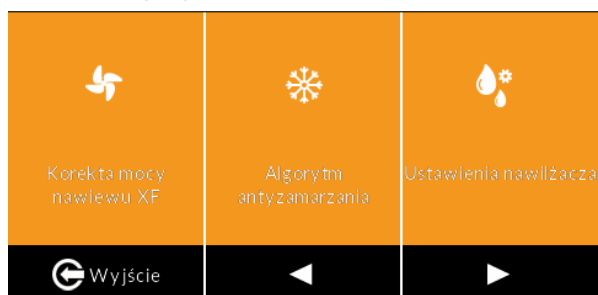 Korekta mocy
nawiewu XF
Algorytm
antyzamarzania
Ustawienia nawilżacza
Wyjście